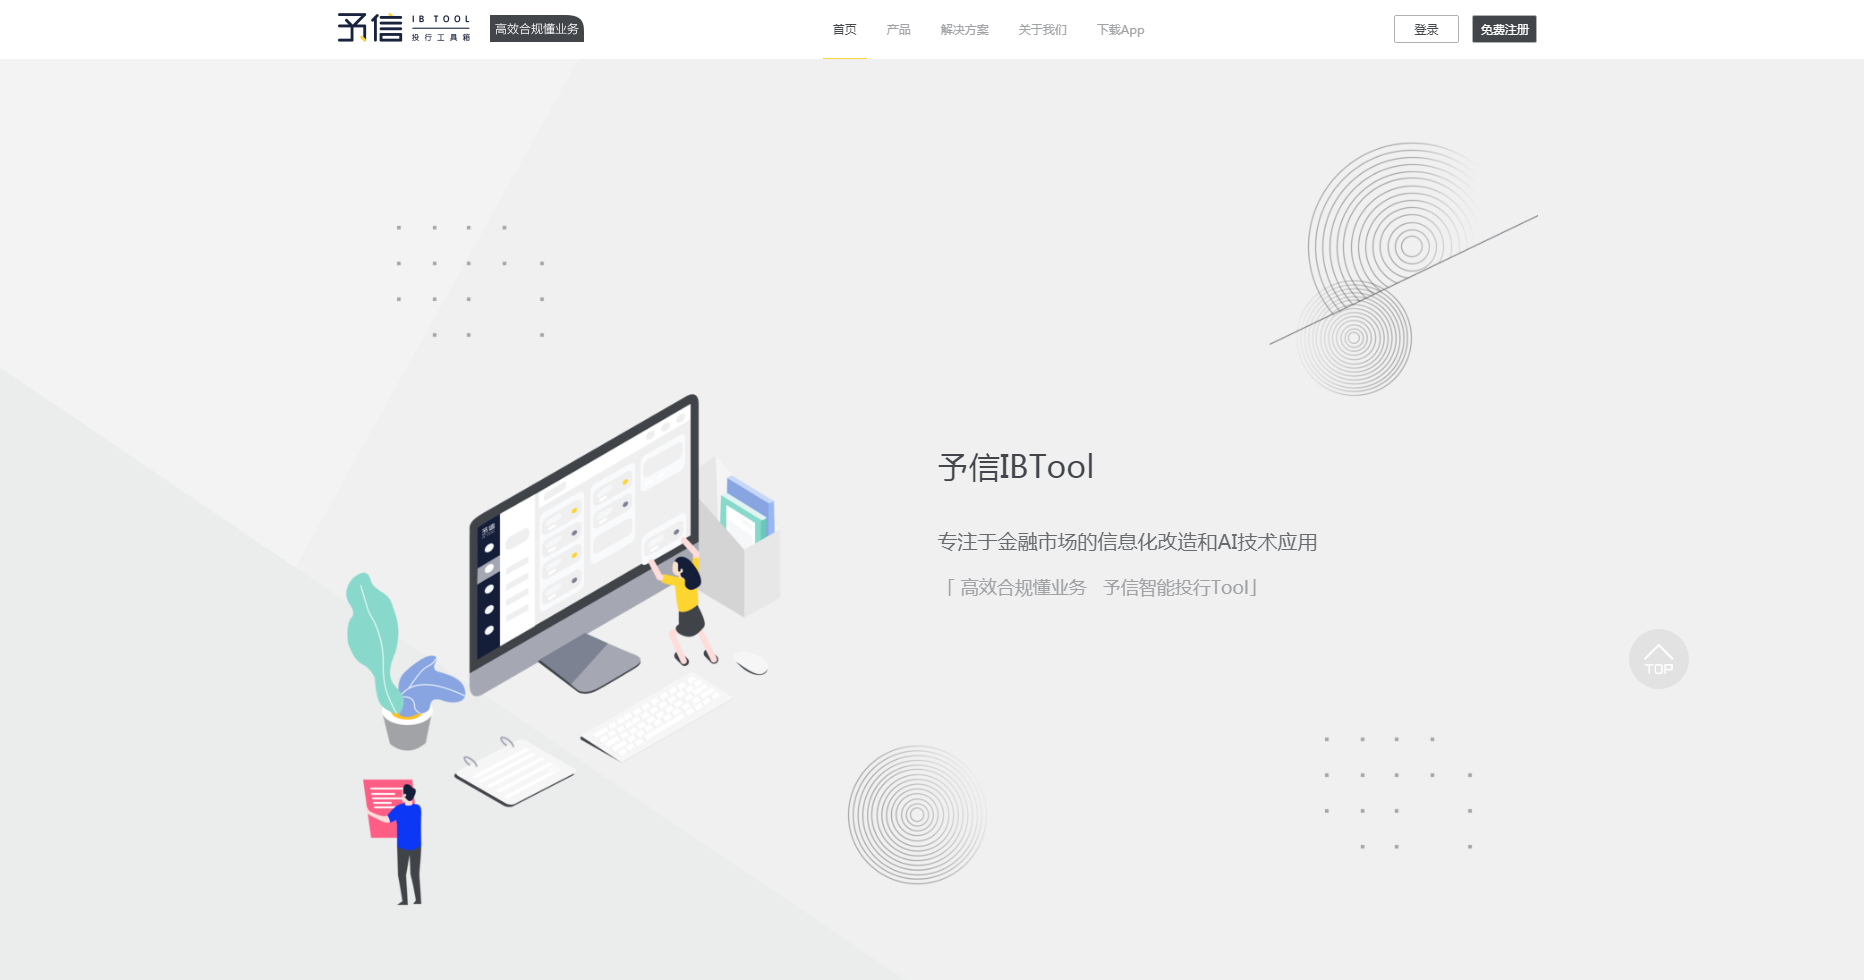 予信 IB TOOL
投行工具箱
高效合规懂业务
首页 产品 解决方案 关于我们 下载App
登录 免费注册
予信IBTool
专注于金融市场的信息化改造和AI技术应用
「 高效合规懂业务 予信智能投行Tool」
TOP
予信